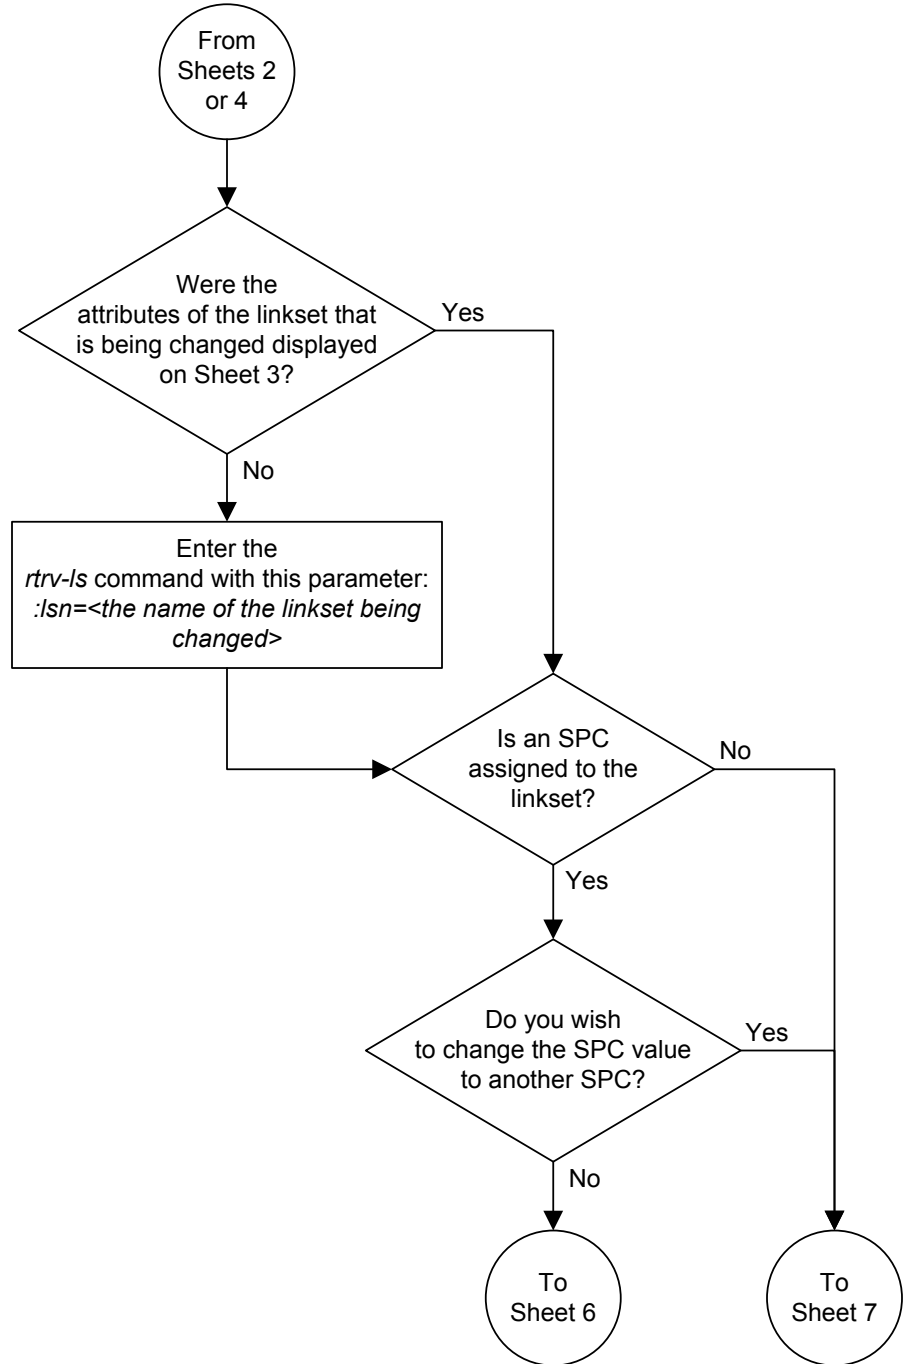 From
Sheets 2
or 4
Were the
attributes of the linkset that
is being changed displayed
on Sheet 3?
Yes
No
Enter the
rtrv-ls command with this parameter:
:lsn=<the name of the linkset being
changed>
Is an SPC
assigned to the
linkset?
No
Yes
Do you wish
to change the SPC value
to another SPC?
Yes
No
To
Sheet 6
To
Sheet 7